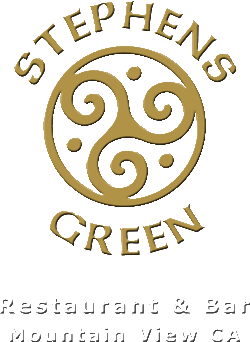 STEPHENS
GREEN
Restaurant & Bar
Mountain View CA